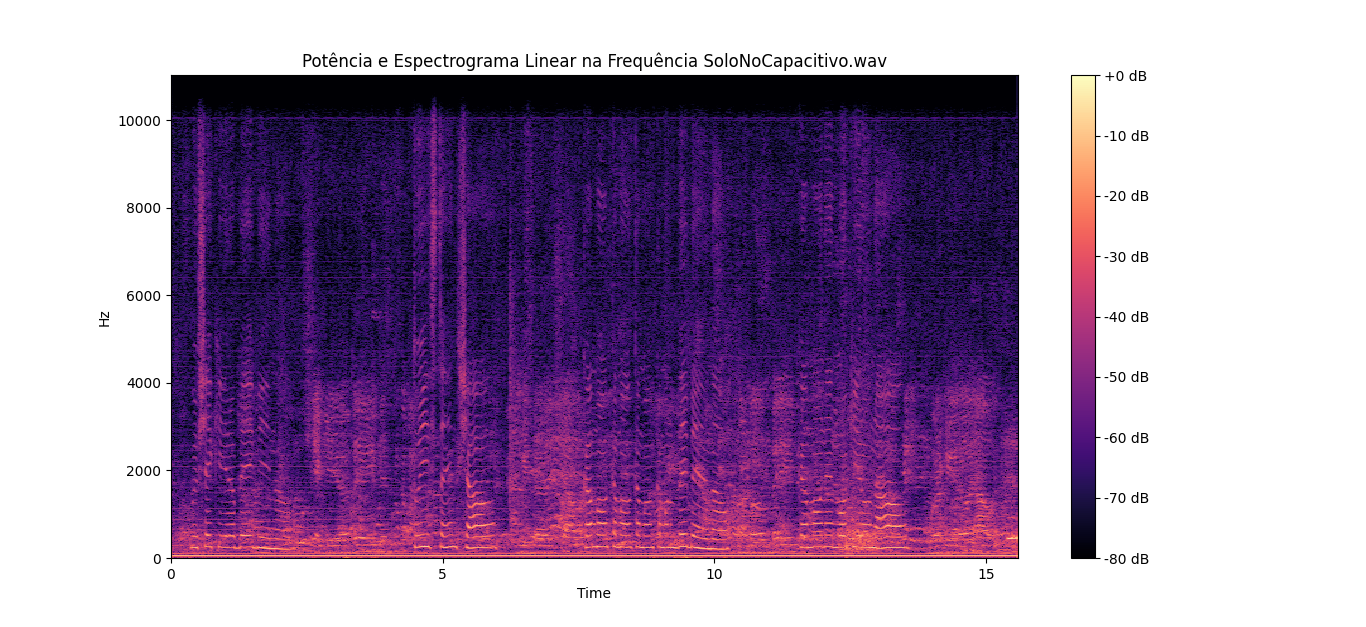 Potência e Espectrograma Linear na Frequência SoloNoCapacitivo.wav
+0 dB
10000
-10 dB
-20 dB
8000
-30 dB
Hz
6000
-40 dB
4000
-50 dB
-60 dB
2000
-70 dB
0
-80 dB
0 5 10 15
Time